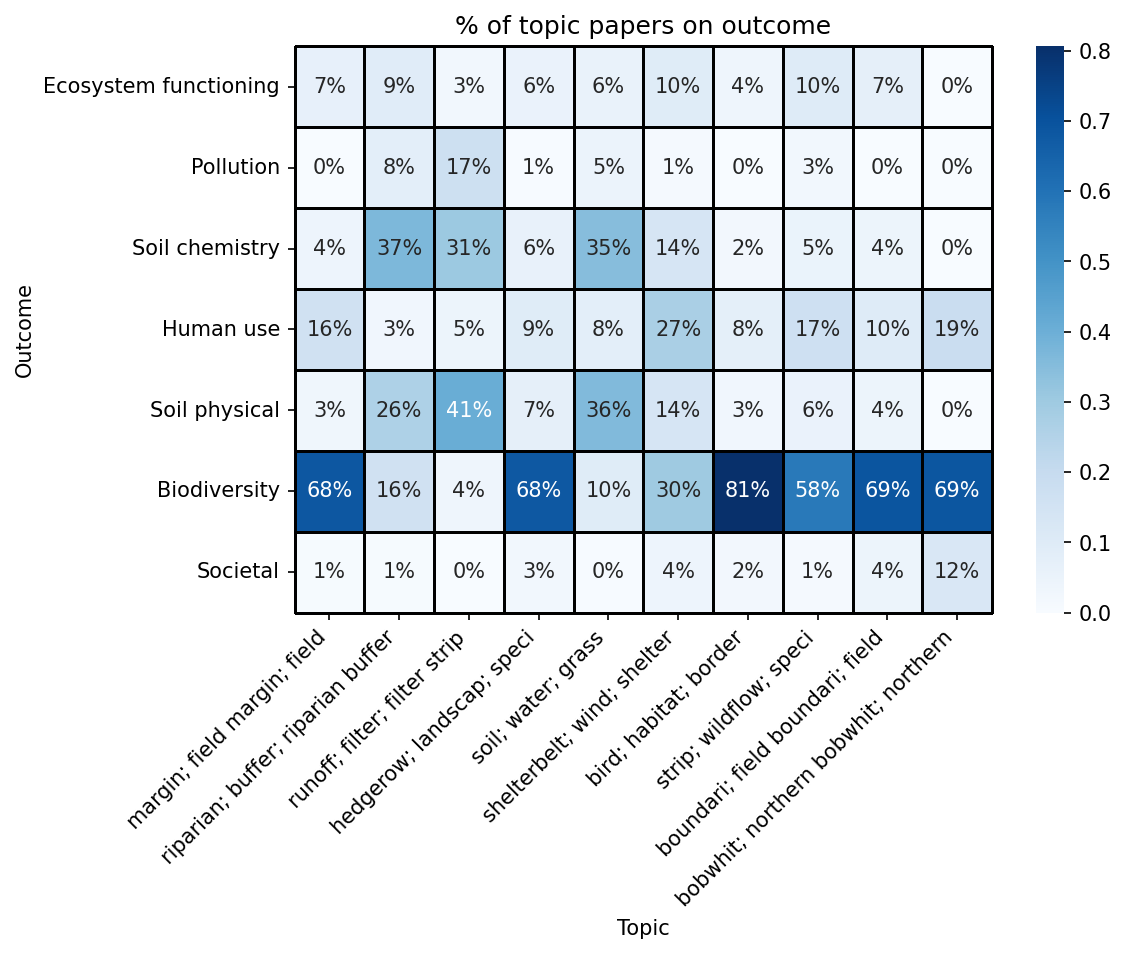 % of topic papers on outcome
Ecosystem functioning 7% 9% 3% 6% 6% 10% 4% 10% 7% 0%
Pollution 0% 8% 17% 1% 5% 1% 0% 3% 0% 0%
Soil chemistry 4% 37% 31% 6% 35% 14% 2% 5% 4% 0%
Human use 16% 3% 5% 9% 8% 27% 8% 17% 10% 19%
Soil physical 3% 26% 41% 7% 36% 14% 3% 6% 4% 0%
Biodiversity 68% 16% 4% 68% 10% 30% 81% 58% 69% 69%
Societal 1% 1% 0% 3% 0% 4% 2% 1% 4% 12%
Outcome
margin; field margin; field
riparian; buffer; riparian buffer
runoff; filter; filter strip
hedgerow; landscap; speci
soil; water; grass
shelterbelt; wind; shelter
bird; habitat; border
strip; wildflow; speci
boundari; field boundari; field
bobwhit; northern bobwhit; northern
Topic
0.8
0.7
0.6
0.5
0.4
0.3
0.2
0.1
0.0